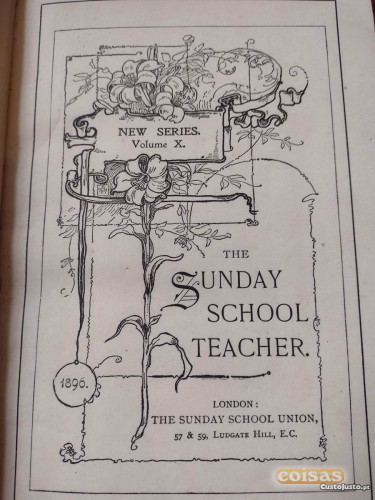 NEW SERIES.
Volume X.
THE
SUNDAY
SCHOOL
TEACHER.
1896.
LONDON:
THE SUNDAY SCHOOL UNION,
57 & 59, LUDGATE HILL, E.C.
coisas
CustoJusto.pt